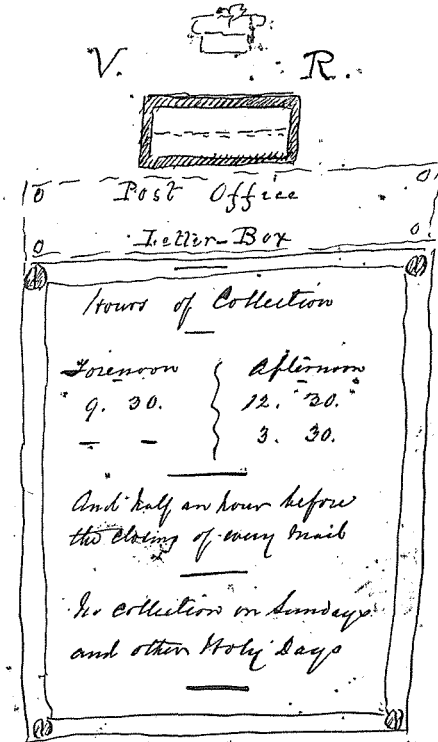 V. R.
Post Office
Letter-Box
Hours of Collection
Forenoon Afternoon
9. 30. 12. 30.
3. 30.
And half an hour before
the closing of every Mail
No collection on Sundays
and other Holy Days